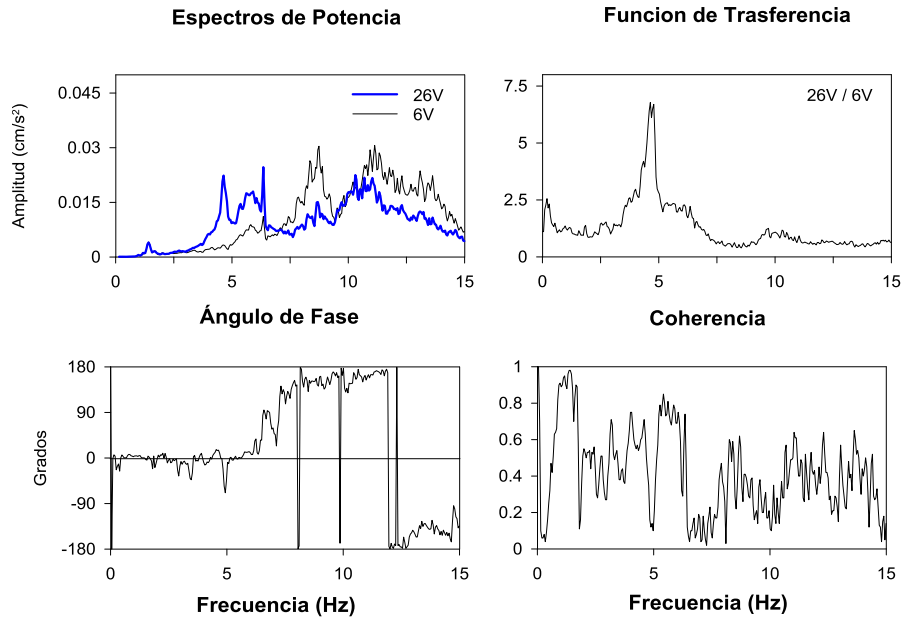 Espectros de Potencia
Funcion de Trasferencia
Amplitud (cm/s²)
0.045
0.03
0.015
0
26V
6V
0 5 10 15
7.5
5
2.5
0
26V / 6V
0 5 10 15
Ángulo de Fase
Coherencia
Grados
180
90
0
-90
-180
0 5 10 15
Frecuencia (Hz)
1
0.8
0.6
0.4
0.2
0
0 5 10 15
Frecuencia (Hz)